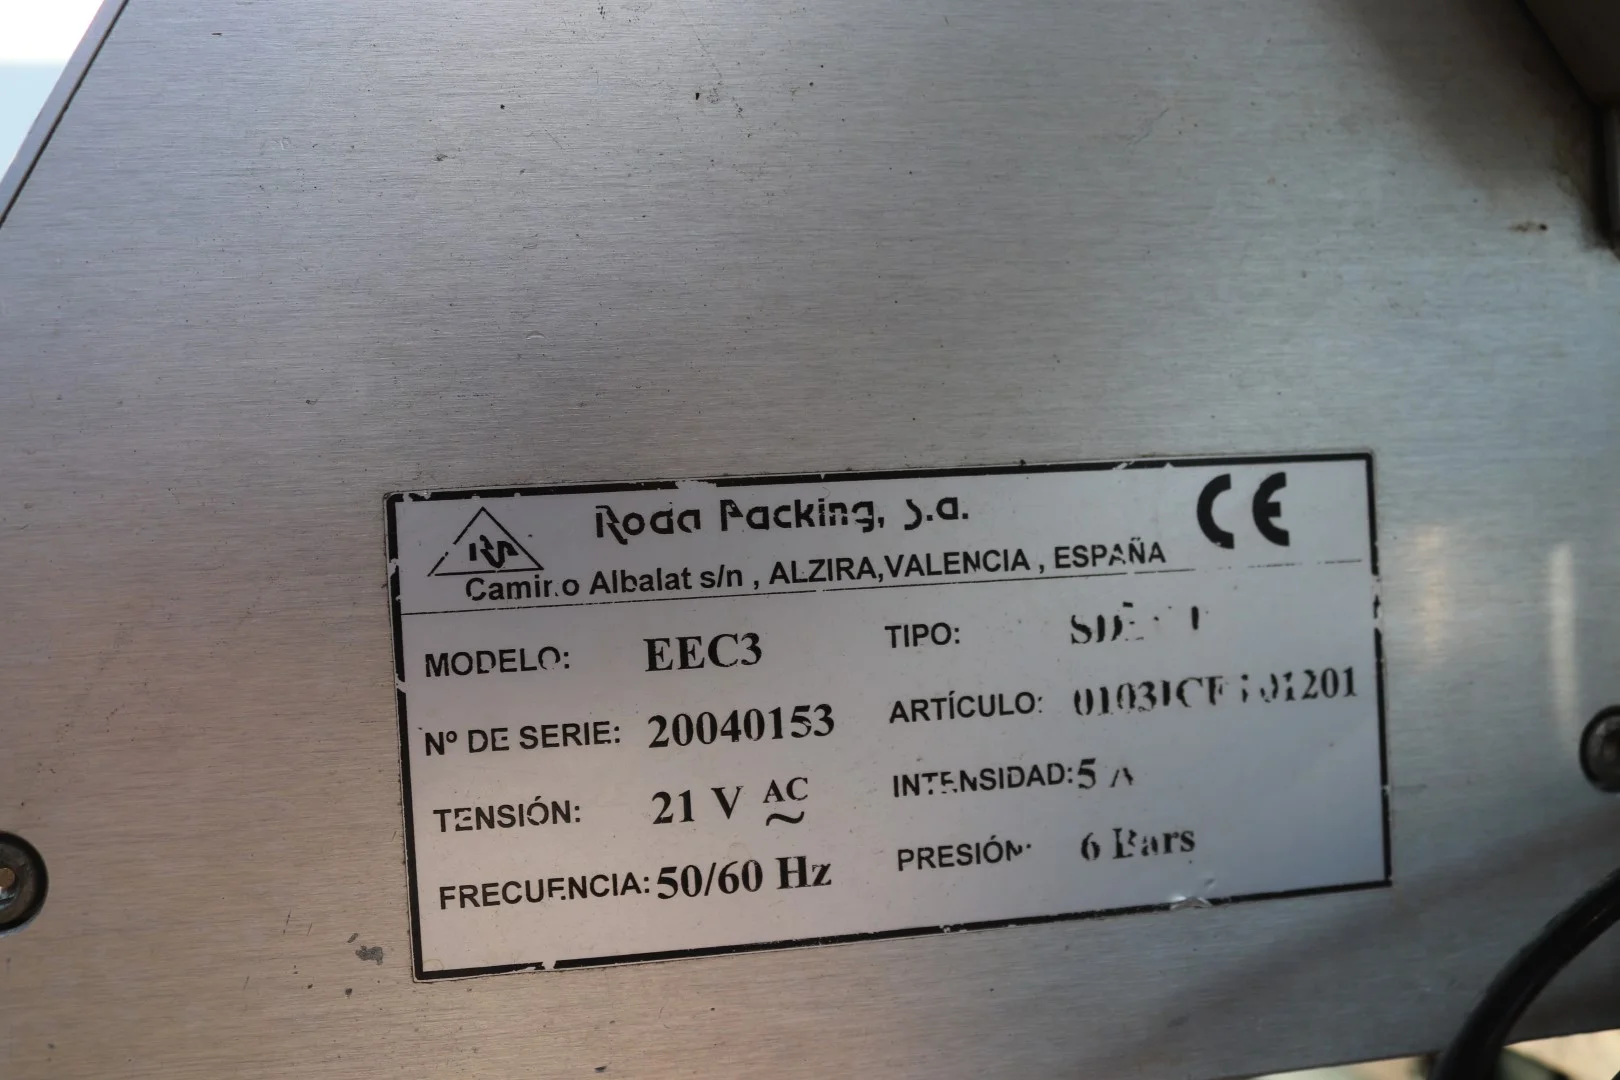 Roda Packing, s.a.
CE
Camino Albalat s/n , ALZIRA,VALENCIA , ESPAÑA
MODELO: EEC3 TIPO:
Nº DE SERIE: 20040153 ARTÍCULO:
TENSIÓN: 21 V AC ~ INTENSIDAD: 5 A
FRECUENCIA: 50/60 Hz PRESIÓN: 6 Bars